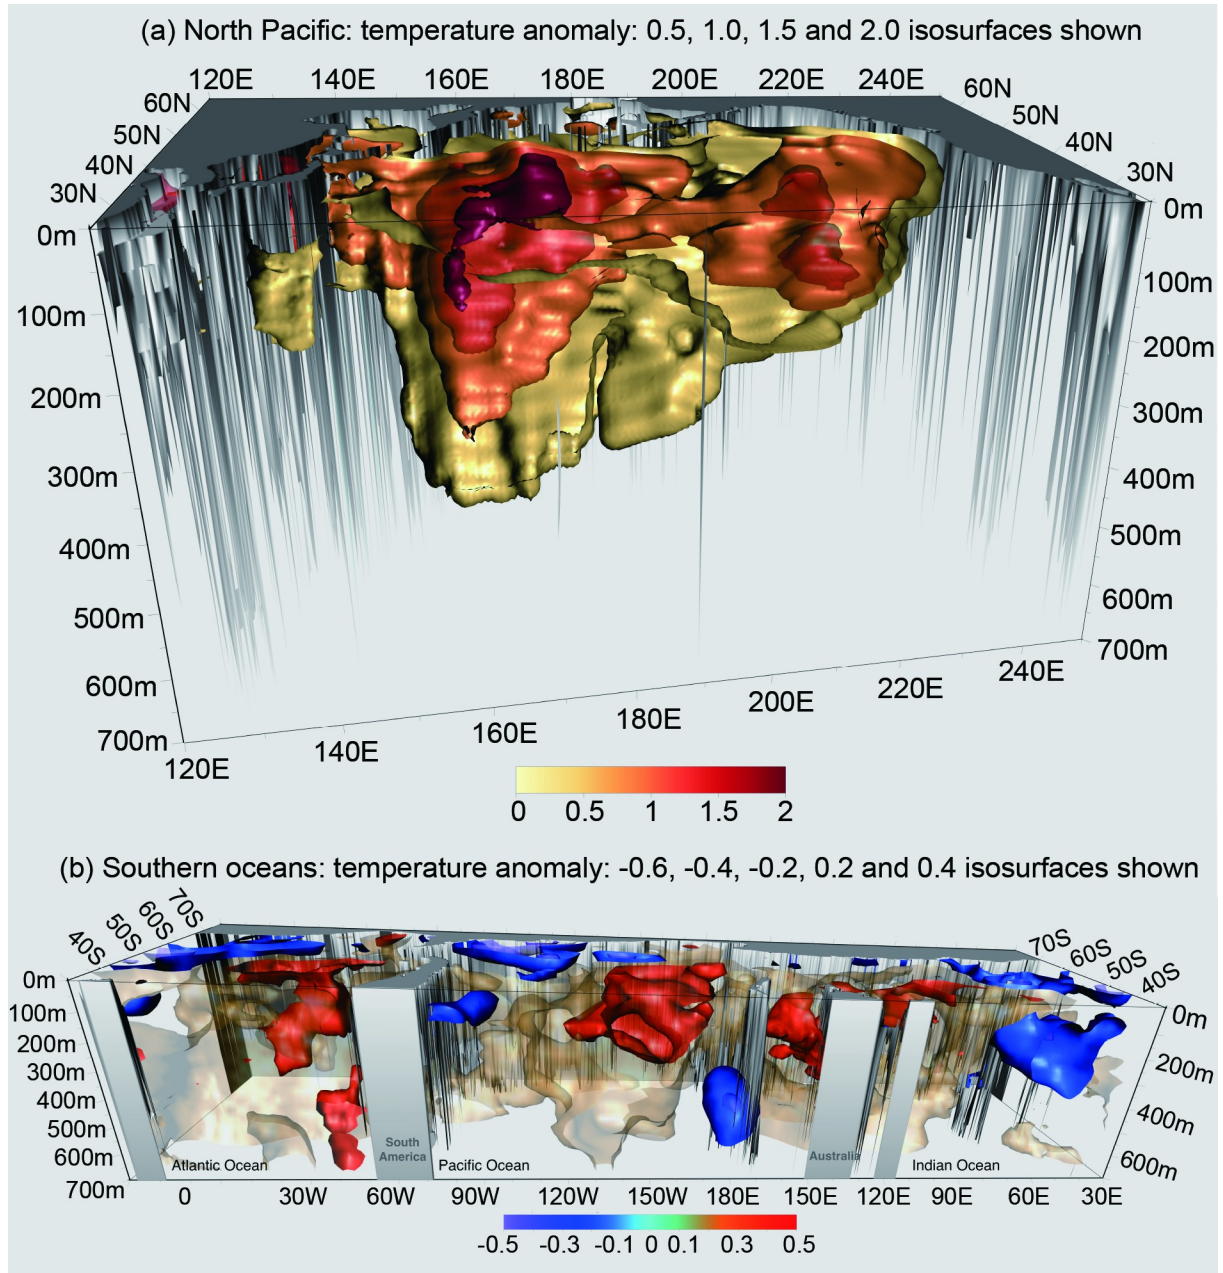 (a) North Pacific: temperature anomaly: 0.5, 1.0, 1.5 and 2.0 isosurfaces shown
120E 140E 160E 180E 200E 220E 240E
60N 60N
50N 50N
40N 40N
30N 30N
0m 0m
100m 100m
200m 200m
300m 300m
400m 400m
500m 500m
600m 600m
700m 700m
120E 140E 160E 180E 200E 220E 240E
0 0.5 1 1.5 2
(b) Southern oceans: temperature anomaly: -0.6, -0.4, -0.2, 0.2 and 0.4 isosurfaces shown
70S 70S
60S 60S
50S 50S
40S 40S
0m 0m
100m
200m 200m
300m
400m 400m
500m
600m 600m
700m
South
America
Atlantic Ocean Pacific Ocean Australia Indian Ocean
0 30W 60W 90W 120W 150W 180E 150E 120E 90E 60E 30E
-0.5 -0.3 -0.1 0 0.1 0.3 0.5